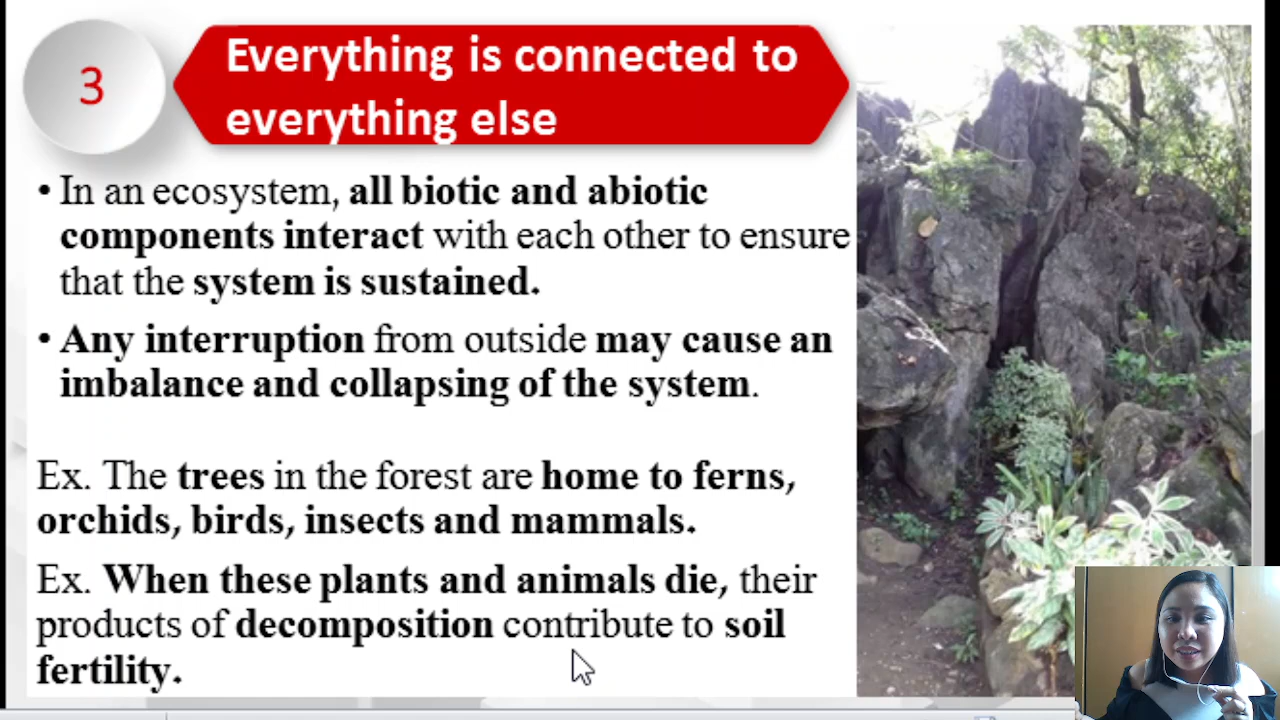 3
Everything is connected to
everything else
• In an ecosystem, all biotic and abiotic
components interact with each other to ensure
that the system is sustained.
• Any interruption from outside may cause an
imbalance and collapsing of the system.
Ex. The trees in the forest are home to ferns,
orchids, birds, insects and mammals.
Ex. When these plants and animals die, their
products of decomposition contribute to soil
fertility.